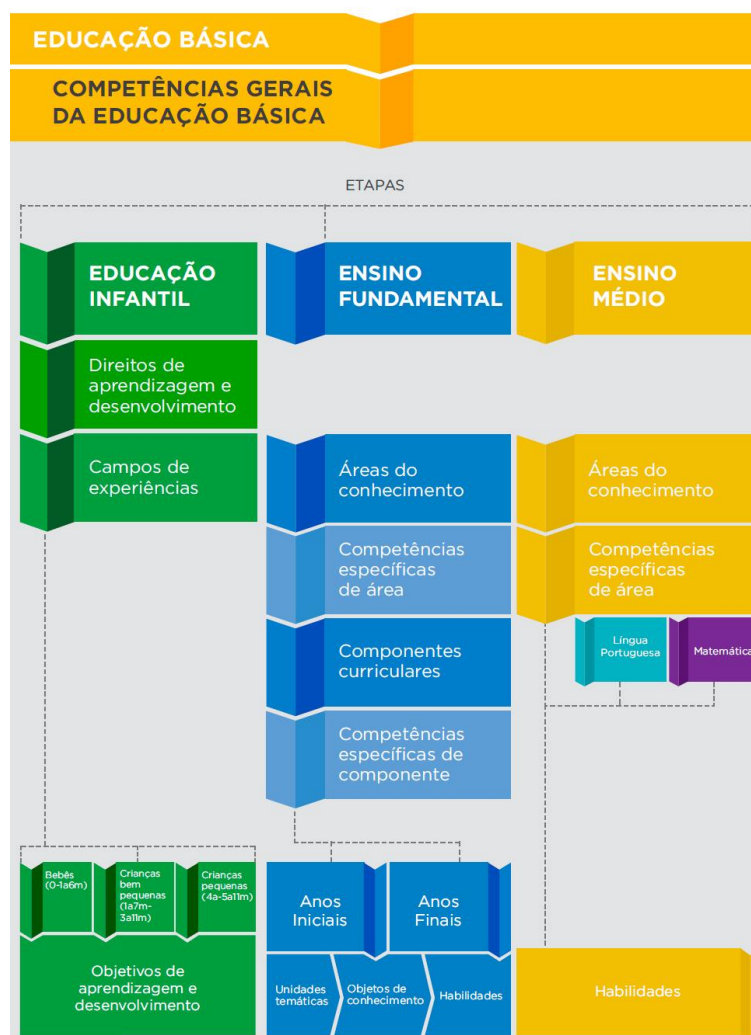 EDUCAÇÃO BÁSICA
COMPETÊNCIAS GERAIS
DA EDUCAÇÃO BÁSICA
ETAPAS
EDUCAÇÃO
INFANTIL
Direitos de
aprendizagem e
desenvolvimento
Campos de
experiências
Bebês
(0-1a6m)
Crianças
bem
pequenas
(1a7m-
3a11m)
Crianças
pequenas
(4a-5a11m)
Objetivos de
aprendizagem e
desenvolvimento
ENSINO
FUNDAMENTAL
Áreas do
conhecimento
Competências
específicas
de área
Componentes
curriculares
Competências
específicas de
componente
Anos
Iniciais
Anos
Finais
Unidades
temáticas
Objetos de
conhecimento
Habilidades
ENSINO
MÉDIO
Áreas do
conhecimento
Competências
específicas
de área
Língua
Portuguesa
Matemática
Habilidades